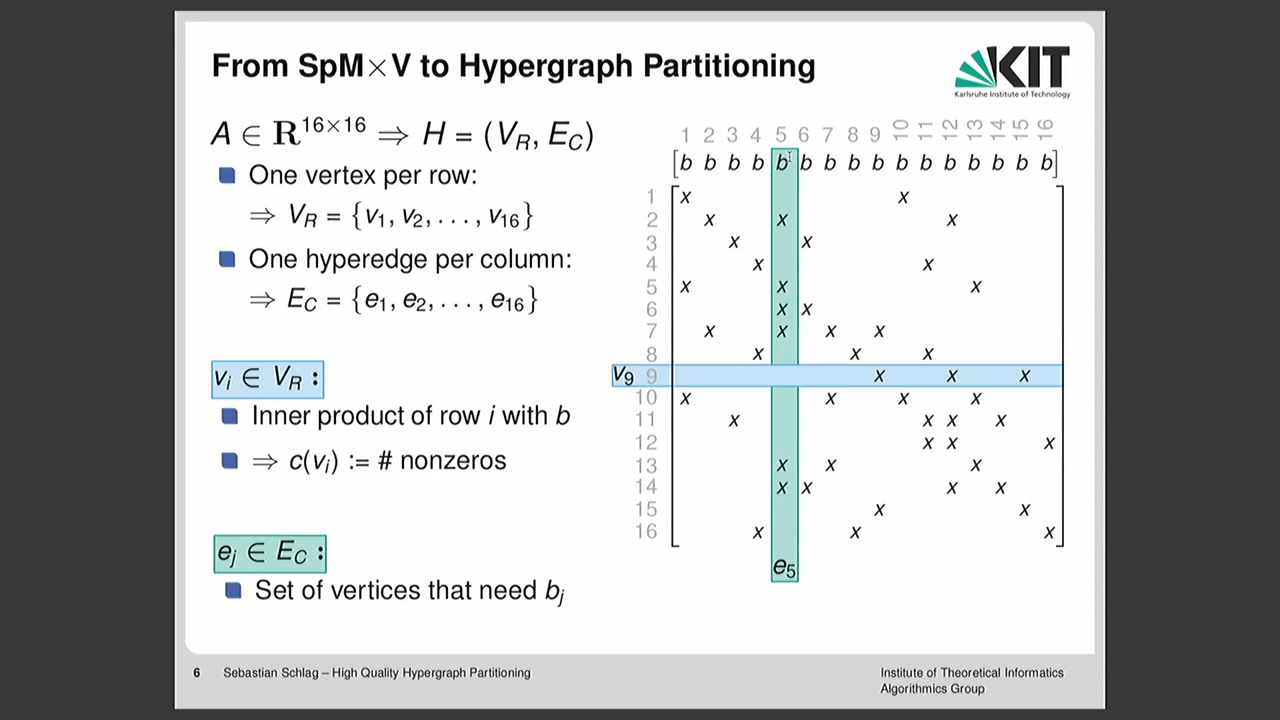 From SpM×V to Hypergraph Partitioning
KIT
Karlsruhe Institute of Technology
A ∈ R^{16×16} ⇒ H = (V_R, E_C)
One vertex per row:
⇒ V_R = {v_1, v_2, . . . , v_16}
One hyperedge per column:
⇒ E_C = {e_1, e_2, . . . , e_16}
v_i ∈ V_R :
Inner product of row i with b
⇒ c(v_i) := # nonzeros
e_j ∈ E_C :
Set of vertices that need b_j
1 2 3 4 5 6 7 8 9 10 11 12 13 14 15 16
[b b b b b b b b b b b b b b b b]
1 x x
2 x x x
3 x x
4 x x
5 x x x
6 x x
7 x x x x
8 x x x
v_9 9 x x x
10 x x x x
11 x x x x
12 x x x
13 x x x
14 x x x x
15 x x
16 x x x
e_5
6 Sebastian Schlag – High Quality Hypergraph Partitioning
Institute of Theoretical Informatics
Algorithmics Group